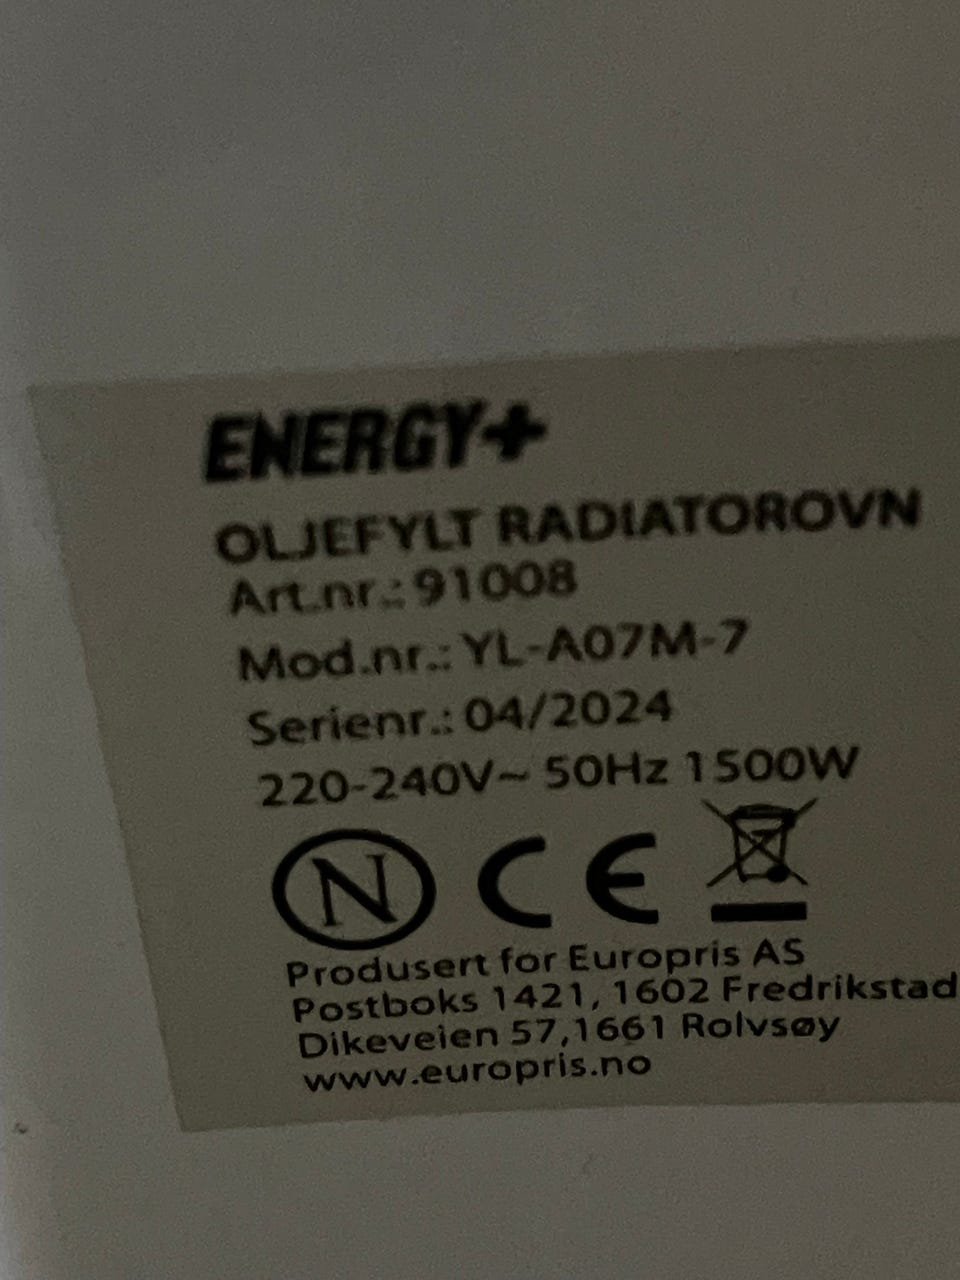 ENERGY+
OLJEFYLT RADIATOROVN
Art.nr.: 91008
Mod.nr.: YL-A07M-7
Serienr.: 04/2024
220-240V~ 50Hz 1500W
N CE
Produsert for Europris AS
Postboks 1421, 1602 Fredrikstad
Dikeveien 57,1661 Rolvsøy
www.europris.no